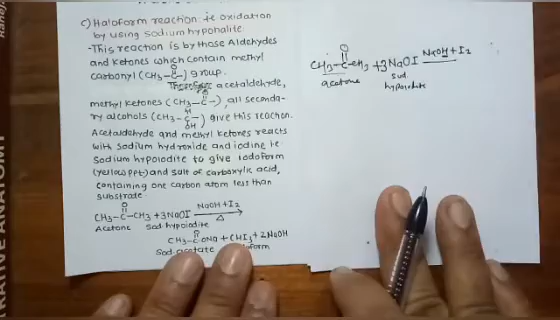 c) Haloform reaction ie oxidation
by using sodium hypohalite
-This reaction is by those Aldehydes
and ketones which contain methyl
O
carbonyl (CH3-C-) group.
Therefore acetaldehyde,
O
methyl ketones (CH3-C-), all seconda-
H
ry alcohols (CH3-C-) give this reaction.
OH
Acetaldehyde and methyl ketones reacts
with sodium hydroxide and iodine ie
sodium hypoiodite to give iodoform
(yellow ppt) and salt of carboxylic acid,
containing one carbon atom less than
substrate.
O
CH3-C-CH3 +3NaOI NaOH+I2
Δ
Acetone Sod hypoiodite
O
CH3-C-ONa + CHI3 + 2NaOH
Sod acetate
O
CH3-C-CH3 +3NaOI NaOH+I2
acetone sod.
hypoiodite